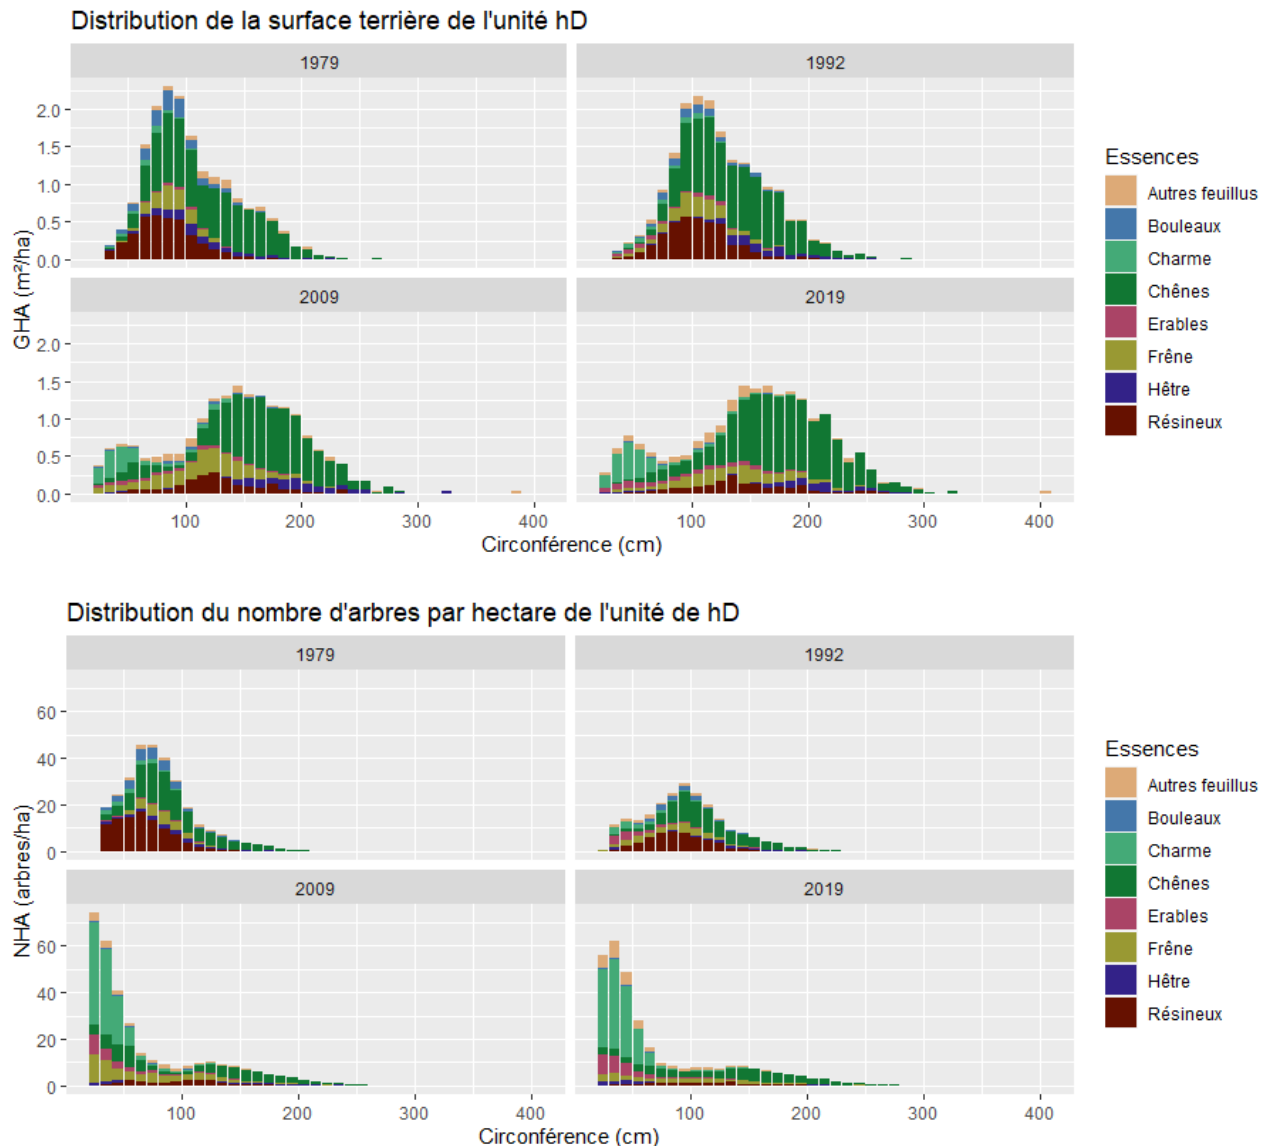 Distribution de la surface terrière de l'unité hD
1979
1992
2.0
1.5
1.0
0.5
0.0
2009
2019
2.0
1.5
1.0
0.5
0.0
GHA (m²/ha)
100 200 300 400
100 200 300 400
Circonférence (cm)
Essences
Autres feuillus
Bouleaux
Charme
Chênes
Erables
Frêne
Hêtre
Résineux
Distribution du nombre d'arbres par hectare de l'unité de hD
1979
1992
60
40
20
0
2009
2019
60
40
20
0
NHA (arbres/ha)
100 200 300 400
100 200 300 400
Circonférence (cm)
Essences
Autres feuillus
Bouleaux
Charme
Chênes
Erables
Frêne
Hêtre
Résineux